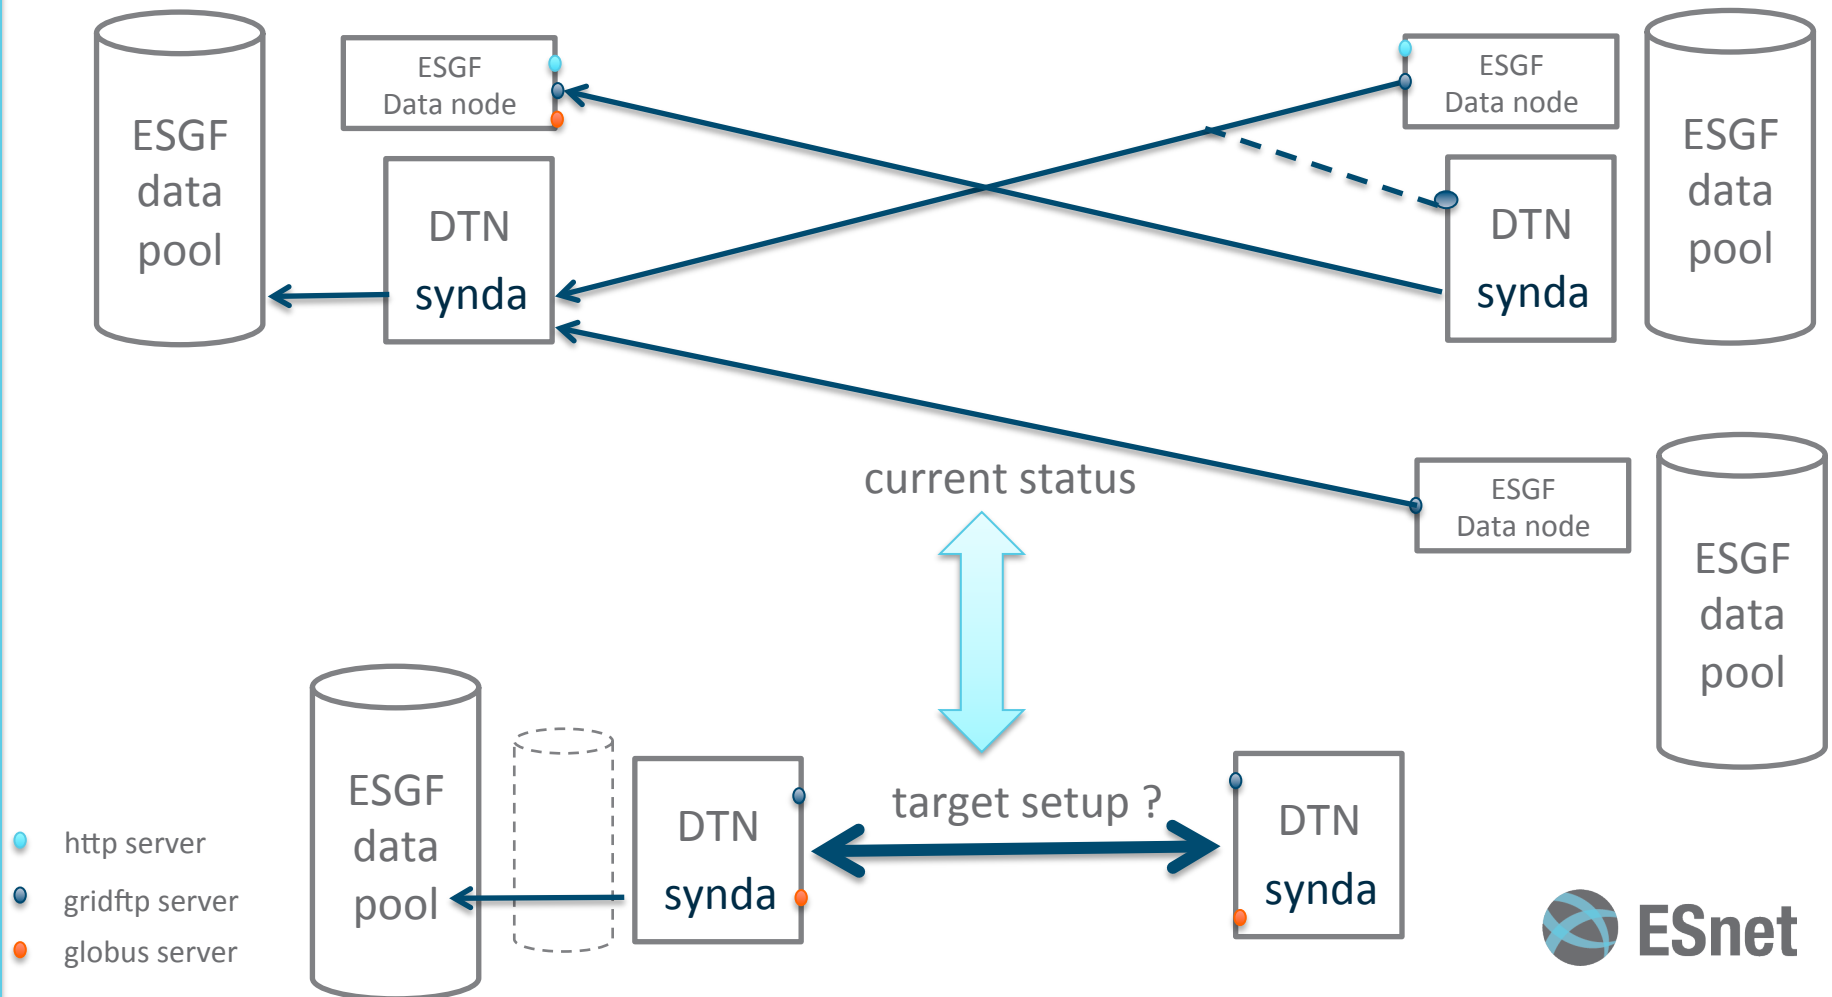 ESGF
data
pool
ESGF
Data node
DTN
synda
ESGF
Data node
DTN
synda
ESGF
data
pool
current status
ESGF
Data node
ESGF
data
pool
target setup ?
ESGF
data
pool
DTN
synda
DTN
synda
http server
gridftp server
globus server
ESnet